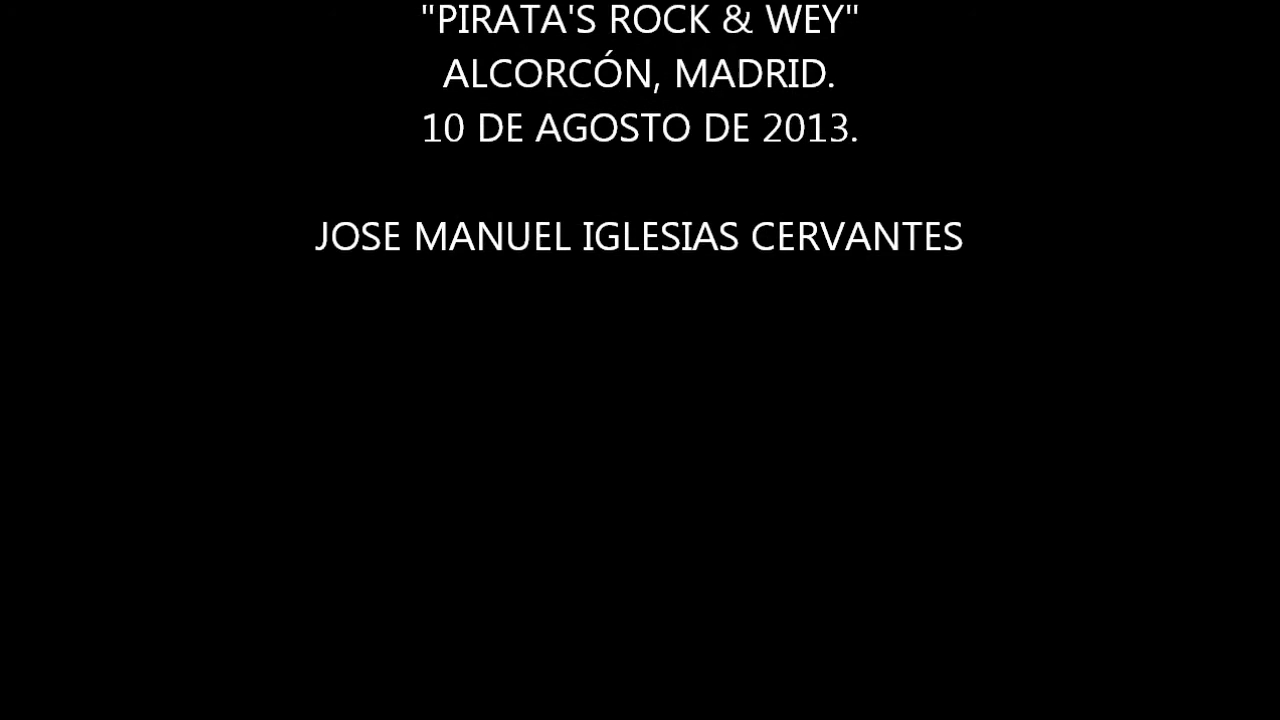 "PIRATA'S ROCK & WEY"
ALCORCÓN, MADRID.
10 DE AGOSTO DE 2013.
JOSE MANUEL IGLESIAS CERVANTES